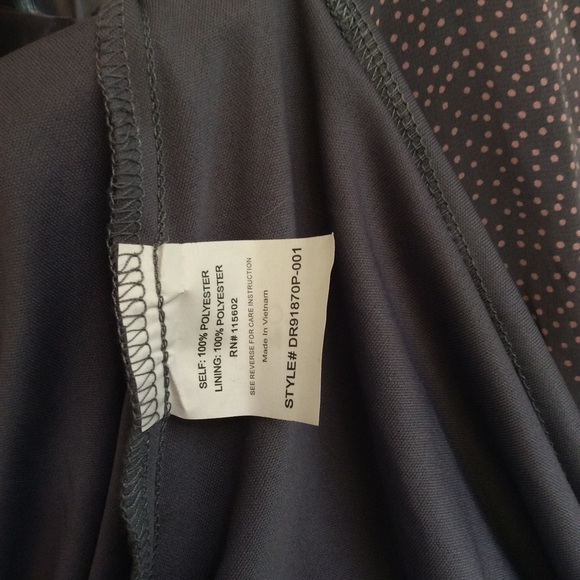 SELF: 100% POLYESTER
LINING: 100% POLYESTER
RN# 115602
SEE REVERSE FOR CARE INSTRUCTION
Made In Vietnam
STYLE# DR91870P-001